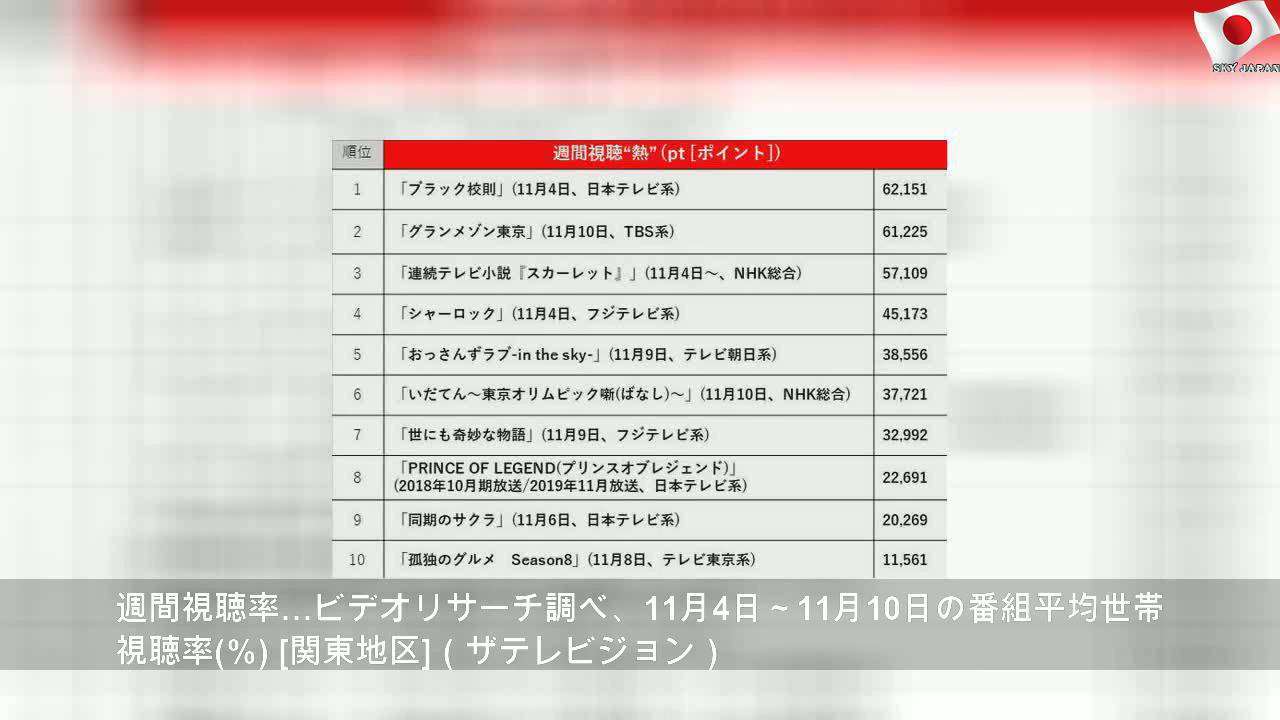 SKY JAPAN
順位 週間視聴“熱”(pt [ポイント])
1 「ブラック校則」(11月4日、日本テレビ系) 62,151
2 「グランメゾン東京」(11月10日、TBS系) 61,225
3 「連続テレビ小説『スカーレット』」(11月4日～、NHK総合) 57,109
4 「シャーロック」(11月4日、フジテレビ系) 45,173
5 「おっさんずラブ-in the sky-」(11月9日、テレビ朝日系) 38,556
6 「いだてん～東京オリムピック噺(ばなし)～」(11月10日、NHK総合) 37,721
7 「世にも奇妙な物語」(11月9日、フジテレビ系) 32,992
8 「PRINCE OF LEGEND(プリンスオブレジェンド)」
(2018年10月期放送/2019年11月放送、日本テレビ系) 22,691
9 「同期のサクラ」(11月6日、日本テレビ系) 20,269
10 「孤独のグルメ　Season8」(11月8日、テレビ東京系) 11,561
週間視聴率…ビデオリサーチ調べ、11月4日～11月10日の番組平均世帯
視聴率(%) [関東地区]（ザテレビジョン）